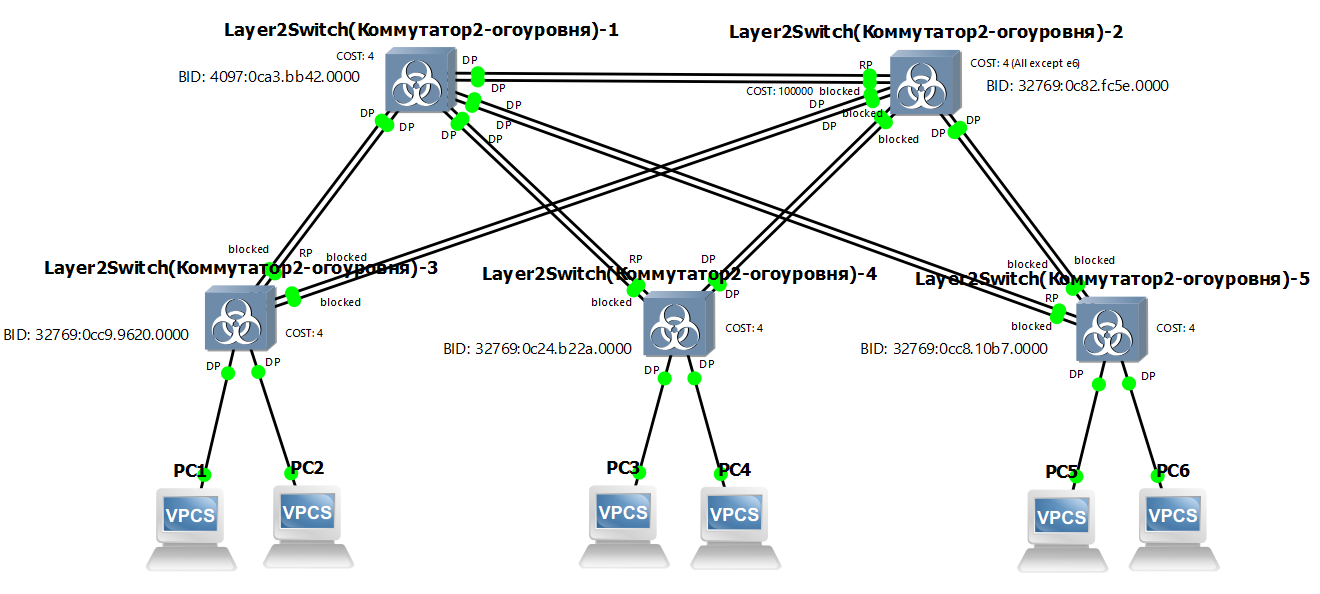 Layer2Switch(Коммутатор2-огоуровня)-1
Layer2Switch(Коммутатор2-огоуровня)-2
COST: 4
DP
RP
COST: 4 (All except e6)
BID: 4097:0ca3.bb42.0000
DP
COST: 100000
blocked
BID: 32769:0c82.fc5e.0000
DP
DP
DP
DP
DP
DP
DP
DP
DP
blocked
blocked
DP
DP
blocked
RP
blocked
Layer2Switch(Коммутатор2-огоуровня)-3
blocked
RP
DP
Layer2Switch(Коммутатор2-огоуровня)-4
blocked
DP
blocked
blocked
Layer2Switch(Коммутатор2-огоуровня)-5
RP
blocked
BID: 32769:0cc9.9620.0000
COST: 4
BID: 32769:0c24.b22a.0000
COST: 4
BID: 32769:0cc8.10b7.0000
COST: 4
DP
DP
DP
DP
DP
DP
PC1
PC2
PC3
PC4
PC5
PC6
VPCS
VPCS
VPCS
VPCS
VPCS
VPCS